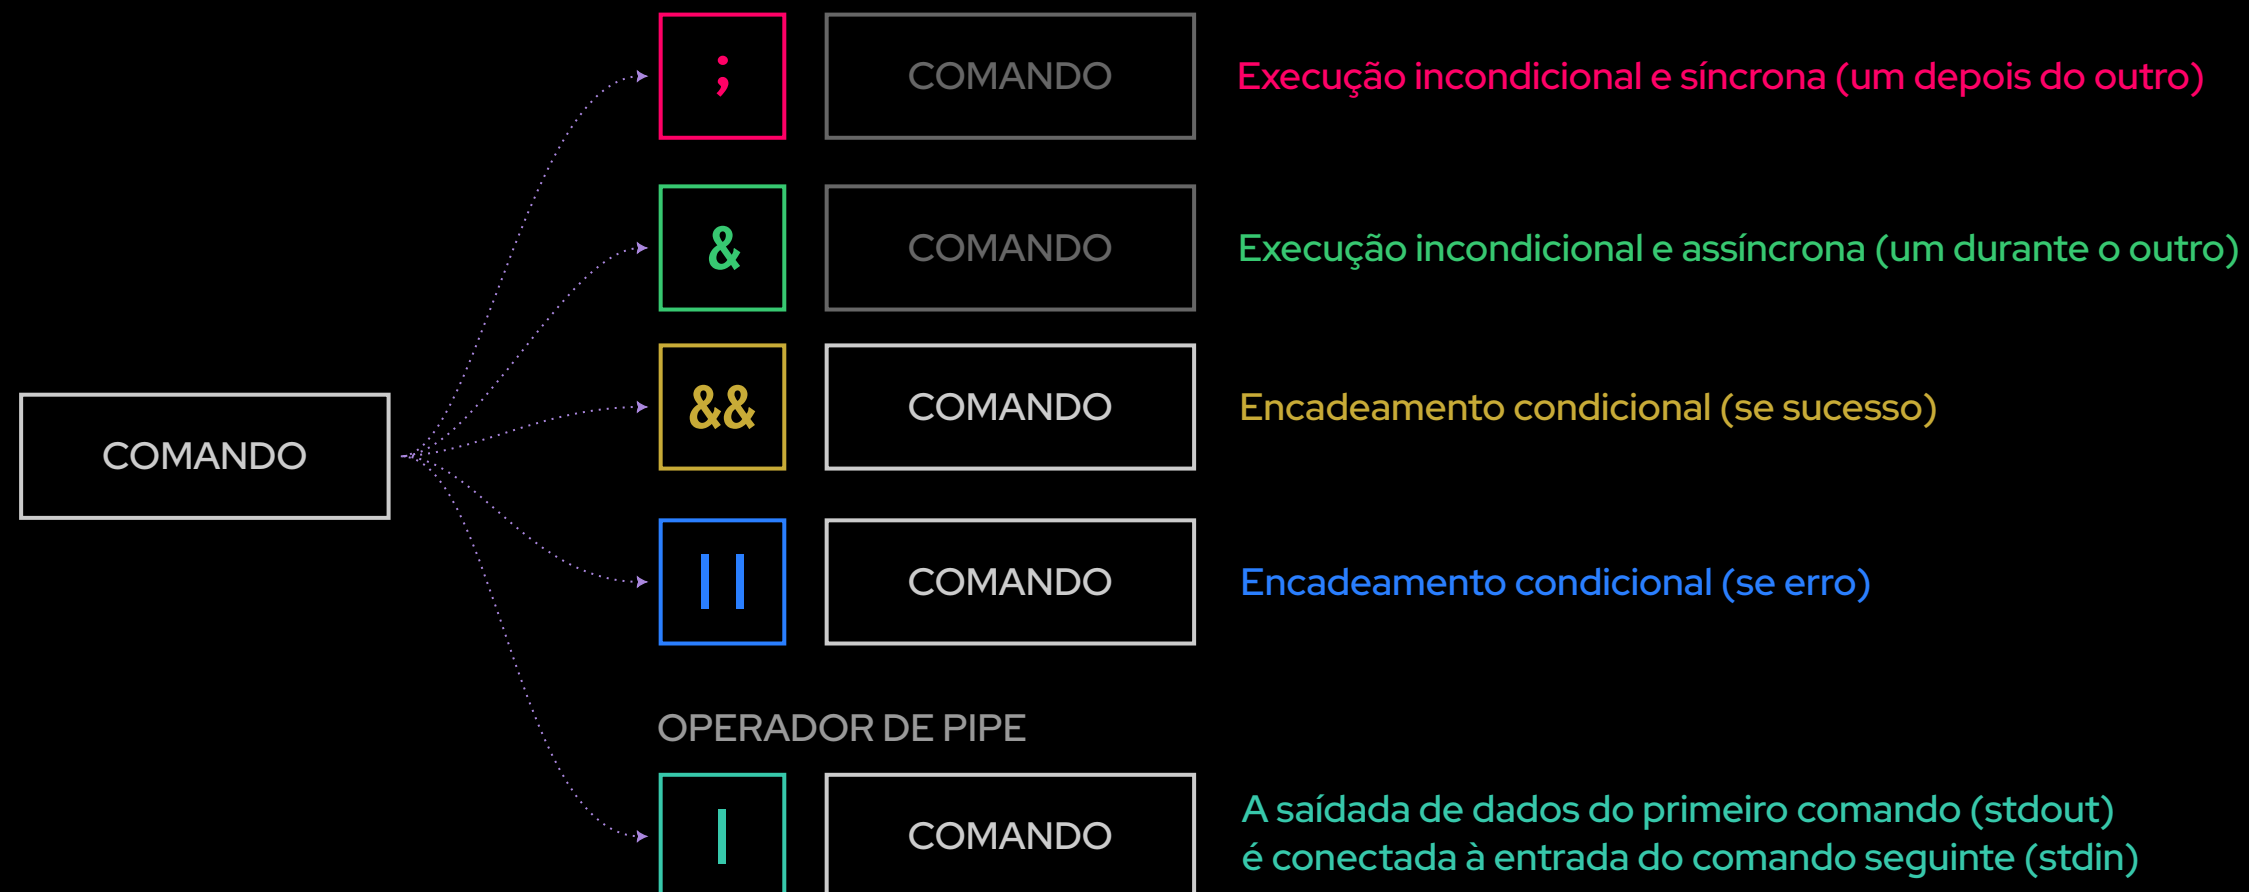 ; COMANDO Execução incondicional e síncrona (um depois do outro)
& COMANDO Execução incondicional e assíncrona (um durante o outro)
&& COMANDO Encadeamento condicional (se sucesso)
COMANDO
|| COMANDO Encadeamento condicional (se erro)
OPERADOR DE PIPE
| COMANDO
A saídada de dados do primeiro comando (stdout)
é conectada à entrada do comando seguinte (stdin)